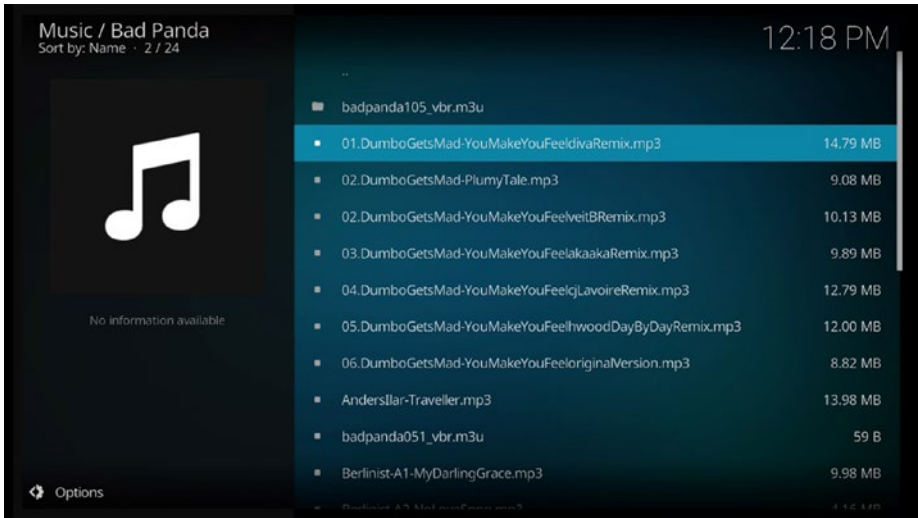 Music / Bad Panda
Sort by: Name · 2 / 24
12:18 PM
..
badpanda105_vbr.m3u
01.DumboGetsMad-YouMakeYouFeeldivaRemix.mp3 14.79 MB
02.DumboGetsMad-PlumyTale.mp3 9.08 MB
02.DumboGetsMad-YouMakeYouFeelveitBRemix.mp3 10.13 MB
03.DumboGetsMad-YouMakeYouFeelakaakaRemix.mp3 9.89 MB
04.DumboGetsMad-YouMakeYouFeelcjLavoireRemix.mp3 12.79 MB
05.DumboGetsMad-YouMakeYouFeelhwoodDayByDayRemix.mp3 12.00 MB
06.DumboGetsMad-YouMakeYouFeeloriginalVersion.mp3 8.82 MB
AndersIlar-Traveller.mp3 13.98 MB
badpanda051_vbr.m3u 59 B
Berlinist-A1-MyDarlingGrace.mp3 9.98 MB
No information available
Options